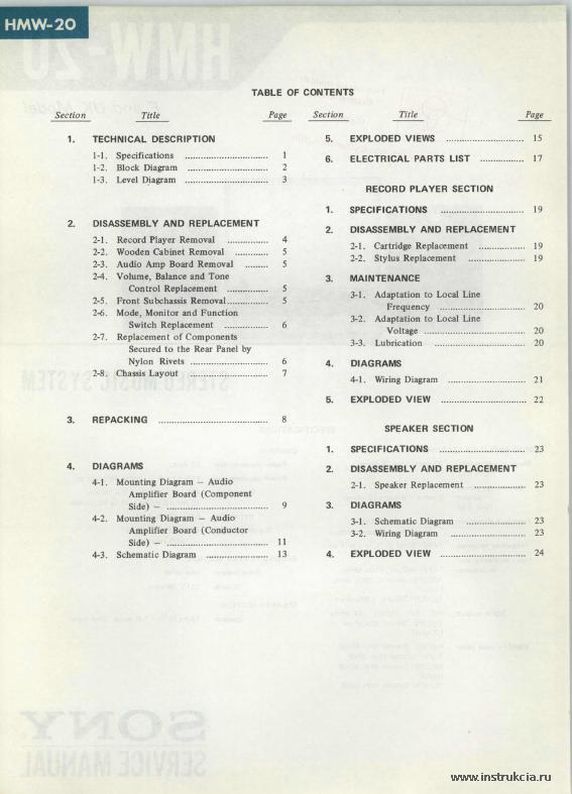 HMW-20
TABLE OF CONTENTS
Section Title Page
1. TECHNICAL DESCRIPTION
1-1. Specifications ................................ 1
1-2. Block Diagram ............................... 2
1-3. Level Diagram ............................... 3
2. DISASSEMBLY AND REPLACEMENT
2-1. Record Player Removal ................ 4
2-2. Wooden Cabinet Removal ............. 5
2-3. Audio Amp Board Removal ......... 5
2-4. Volume, Balance and Tone
Control Replacement .............. 5
2-5. Front Subchassis Removal................ 5
2-6. Mode, Monitor and Function
Switch Replacement ................. 6
2-7. Replacement of Components
Secured to the Rear Panel by
Nylon Rivets .............................. 6
2-8. Chassis Layout .............................. 7
3. REPACKING .......................................... 8
4. DIAGRAMS
4-1. Mounting Diagram — Audio
Amplifier Board (Component
Side) — ....................................... 9
4-2. Mounting Diagram — Audio
Amplifier Board (Conductor
Side) — ....................................... 11
4-3. Schematic Diagram ........................ 13
Section Title Page
5. EXPLODED VIEWS .............................. 15
6. ELECTRICAL PARTS LIST ................. 17
RECORD PLAYER SECTION
1. SPECIFICATIONS ................................ 19
2. DISASSEMBLY AND REPLACEMENT
2-1. Cartridge Replacement .................. 19
2-2. Stylus Replacement ...................... 19
3. MAINTENANCE
3-1. Adaptation to Local Line
Frequency ................................. 20
3-2. Adaptation to Local Line
Voltage .................................... 20
3-3. Lubrication ................................... 20
4. DIAGRAMS
4-1. Wiring Diagram .............................. 21
5. EXPLODED VIEW ................................ 22
SPEAKER SECTION
1. SPECIFICATIONS ................................. 23
2. DISASSEMBLY AND REPLACEMENT
2-1. Speaker Replacement .................... 23
3. DIAGRAMS
3-1. Schematic Diagram ....................... 23
3-2. Wiring Diagram .............................. 23
4. EXPLODED VIEW ................................ 24
SONY
SERVICE MANUAL
www.instrukcia.ru